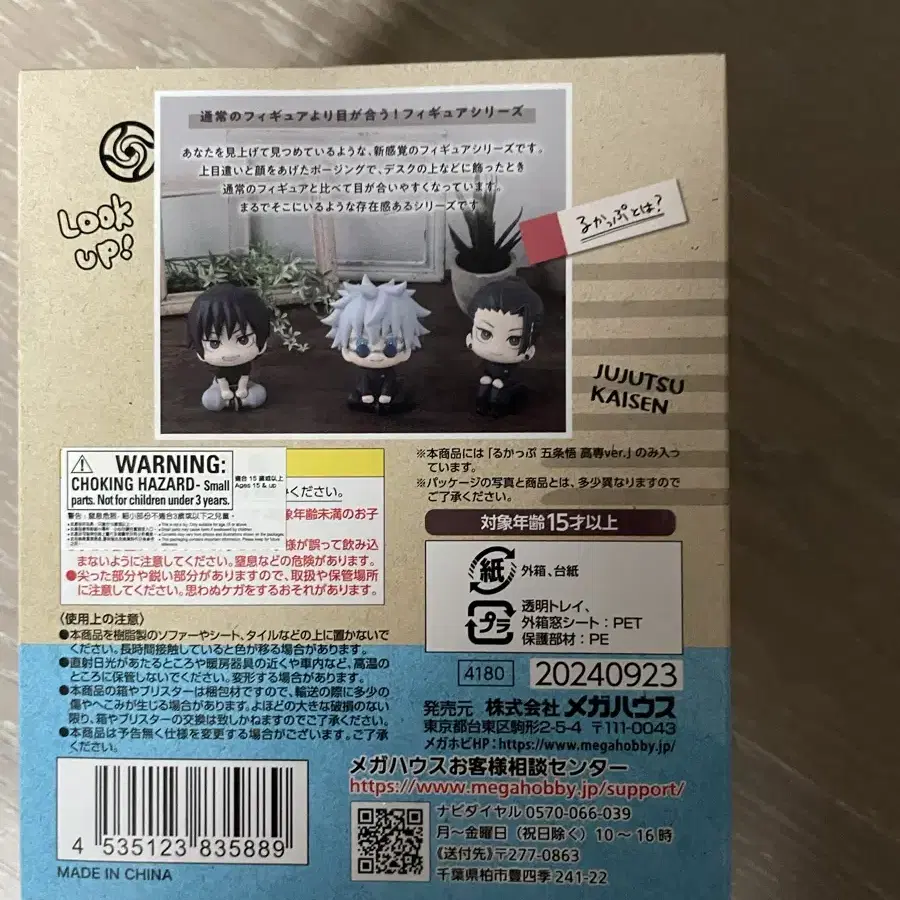 通常のフィギュアより目が合う!フィギュアシリーズ
あなたを見上げて見つめているような、新感覚のフィギュアシリーズです。
上目遣いと顔をあげたポージングで、デスクの上などに飾ったとき
通常のフィギュアと比べて目が合いやすくなっています。
まるでそこにいるような存在感あるシリーズです
Look
UP!
るかっぷとは?
JUJUTSU
KAISEN
※本商品には「るかっぷ 五条悟 高専ver.」のみ入っ
ています。
※パッケージの写真と商品とは、多少異なりますので
ご了承ください。
WARNING:
CHOKING HAZARD- Small
parts. Not for children under 3 years.
適合 15 歲或以上
Ages 15 & up
ください。
象年齢未満のお子
様が誤って飲み込
まないように注意してください。窒息などの危険があります。
●尖った部分や鋭い部分がありますので、取扱や保管場所
に注意してください。思わぬケガをするおそれがあります。
対象年齢15才以上
紙 外箱、台紙
プラ 透明トレイ、
外箱窓シート:PET
保護部材:PE
〈使用上の注意〉
●本商品を樹脂製のソファーやシート、タイルなどの上に置かないで
ください。長時間接触していると色が移る場合があります。
●直射日光があたるところや暖房器具の近くや車内など、高温の
ところに保管しないでください。変形する場合があります。
●本商品の箱やブリスターは梱包材ですので、輸送の際に多少の
傷やへこみが生じる場合があります。よほどの大きな破損のない
限り、箱やブリスターの交換は致しかねますのでご了承ください。
●本商品は予告無く仕様を変更する場合がございます。ご了承
ください。
4180 20240923
発売元 株式会社 メガハウス
東京都台東区駒形2-5-4 〒111-0043
メガホビHP:https://www.megahobby.jp/
メガハウスお客様相談センター
https://www.megahobby.jp/support/
ナビダイヤル 0570-066-039
月〜金曜日(祝日除く)10〜16時
《送付先》〒277-0863
千葉県柏市豊四季241-22
4 535123 835889
MADE IN CHINA